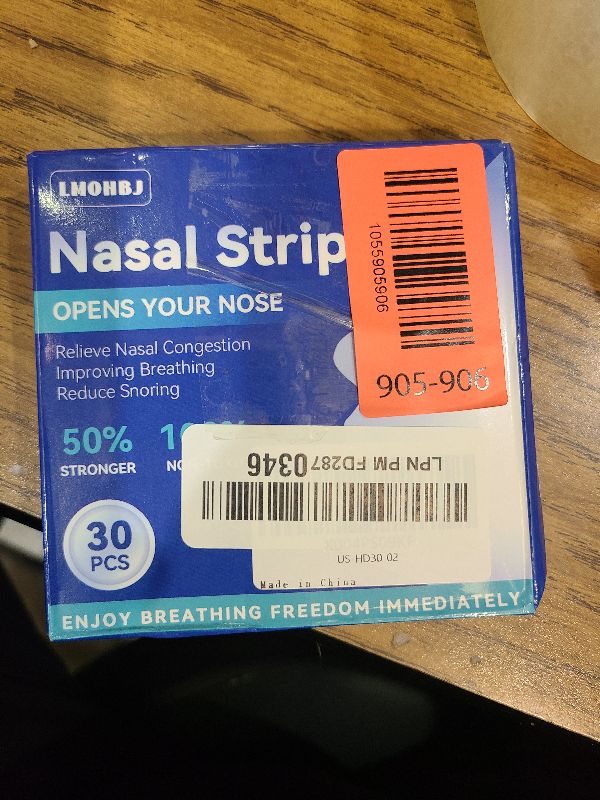 LMOHBJ
Nasal Strip
OPENS YOUR NOSE
Relieve Nasal Congestion
Improving Breathing
Reduce Snoring
50%
STRONGER
30
PCS
ENJOY BREATHING FREEDOM IMMEDIATELY
1055905906
905-906
LPN PM FD2870346
US-HD30-02
Made in China